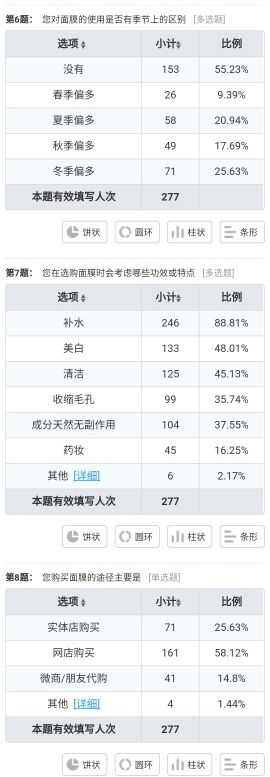 第6题： 您对面膜的使用是否有季节上的区别 [多选题]
选项 小计 比例
没有 153 55.23%
春季偏多 26 9.39%
夏季偏多 58 20.94%
秋季偏多 49 17.69%
冬季偏多 71 25.63%
本题有效填写人次 277
饼状 圆环 柱状 条形
第7题： 您在选购面膜时会考虑哪些功效或特点 [多选题]
选项 小计 比例
补水 246 88.81%
美白 133 48.01%
清洁 125 45.13%
收缩毛孔 99 35.74%
成分天然无副作用 104 37.55%
药妆 45 16.25%
其他 [详细] 6 2.17%
本题有效填写人次 277
饼状 圆环 柱状 条形
第8题： 您购买面膜的途径主要是 [单选题]
选项 小计 比例
实体店购买 71 25.63%
网店购买 161 58.12%
微商/朋友代购 41 14.8%
其他 [详细] 4 1.44%
本题有效填写人次 277
饼状 圆环 柱状 条形